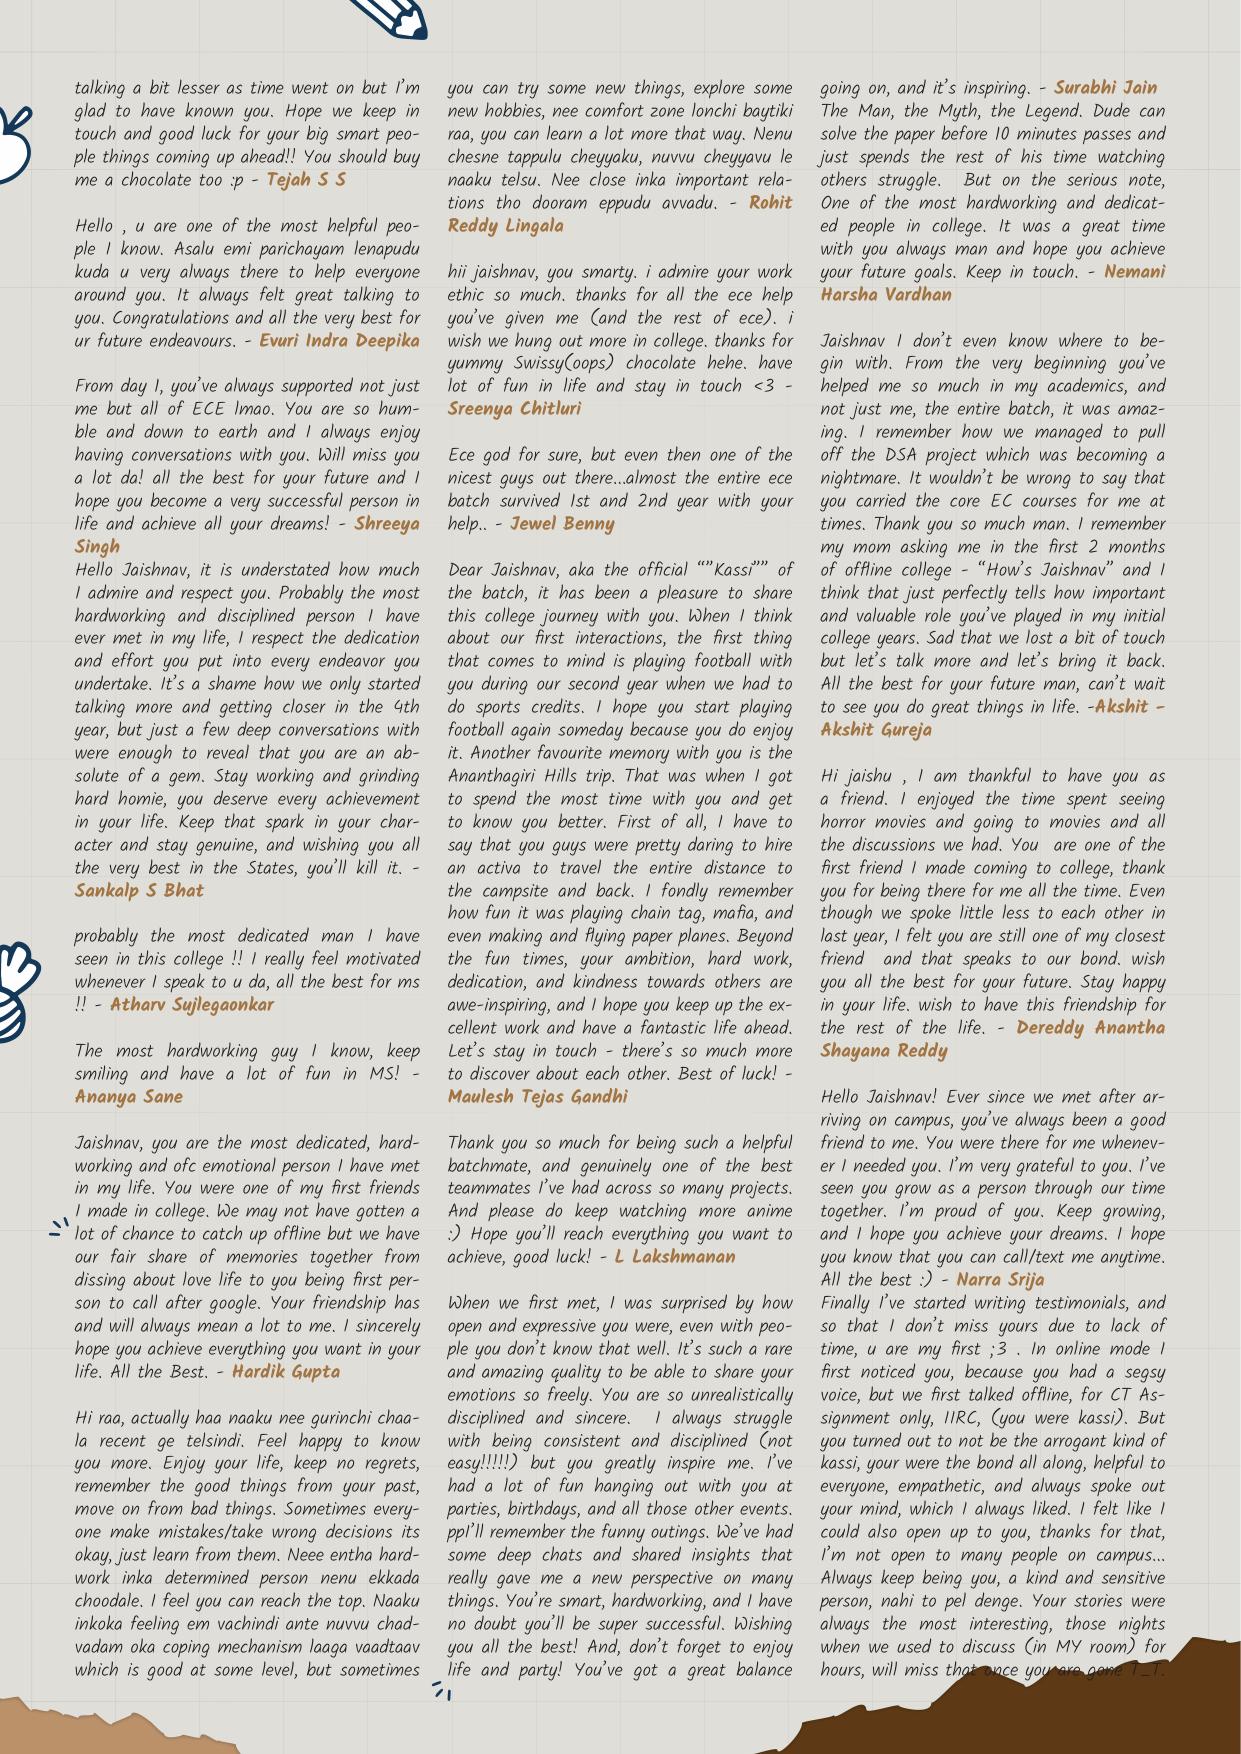 talking a bit lesser as time went on but I'm
glad to have known you. Hope we keep in
touch and good luck for your big smart peo-
ple things coming up ahead!! You should buy
me a chocolate too :p - Tejah S S
Hello , u are one of the most helpful peo-
ple I know. Asalu emi parichayam lenapudu
kuda u very always there to help everyone
around you. It always felt great talking to
you. Congratulations and all the very best for
ur future endeavours. - Evuri Indra Deepika
From day 1, you've always supported not just
me but all of ECE lmao. You are so hum-
ble and down to earth and I always enjoy
having conversations with you. Will miss you
a lot da! all the best for your future and I
hope you become a very successful person in
life and achieve all your dreams! - Shreeya
Singh
Hello Jaishnav, it is understated how much
I admire and respect you. Probably the most
hardworking and disciplined person I have
ever met in my life, I respect the dedication
and effort you put into every endeavor you
undertake. It's a shame how we only started
talking more and getting closer in the 4th
year, but just a few deep conversations with
were enough to reveal that you are an ab-
solute of a gem. Stay working and grinding
hard homie, you deserve every achievement
in your life. Keep that spark in your char-
acter and stay genuine, and wishing you all
the very best in the States, you'll kill it. -
Sankalp S Bhat
probably the most dedicated man I have
seen in this college !! I really feel motivated
whenever I speak to u da, all the best for ms
!! - Atharv Sujlegaonkar
The most hardworking guy I know, keep
smiling and have a lot of fun in MS! -
Ananya Sane
Jaishnav, you are the most dedicated, hard-
working and ofc emotional person I have met
in my life. You were one of my first friends
I made in college. We may not have gotten a
lot of chance to catch up offline but we have
our fair share of memories together from
dissing about love life to you being first per-
son to call after google. Your friendship has
and will always mean a lot to me. I sincerely
hope you achieve everything you want in your
life. All the Best. - Hardik Gupta
Hi raa, actually haa naaku nee gurinchi chaa-
la recent ge telsindi. Feel happy to know
you more. Enjoy your life, keep no regrets,
remember the good things from your past,
move on from bad things. Sometimes every-
one make mistakes/take wrong decisions its
okay, just learn from them. Neee entha hard-
work inka determined person nenu ekkada
choodale. I feel you can reach the top. Naaku
inkoka feeling em vachindi ante nuvvu chad-
vadam oka coping mechanism laaga vaadtaav
which is good at some level, but sometimes
you can try some new things, explore some
new hobbies, nee comfort zone lonchi baytiki
raa, you can learn a lot more that way. Nenu
chesne tappulu cheyyaku, nuvvu cheyyavu le
naaku telsu. Nee close inka important rela-
tions tho dooram eppudu avvadu. - Rohit
Reddy Lingala
hii jaishnav, you smarty. i admire your work
ethic so much. thanks for all the ece help
you've given me (and the rest of ece). i
wish we hung out more in college. thanks for
yummy Swissy(oops) chocolate hehe. have
lot of fun in life and stay in touch <3 -
Sreenya Chitluri
Ece god for sure, but even then one of the
nicest guys out there...almost the entire ece
batch survived 1st and 2nd year with your
help.. - Jewel Benny
Dear Jaishnav, aka the official “”Kassi”” of
the batch, it has been a pleasure to share
this college journey with you. When I think
about our first interactions, the first thing
that comes to mind is playing football with
you during our second year when we had to
do sports credits. I hope you start playing
football again someday because you do enjoy
it. Another favourite memory with you is the
Ananthagiri Hills trip. That was when I got
to spend the most time with you and get
to know you better. First of all, I have to
say that you guys were pretty daring to hire
an activa to travel the entire distance to
the campsite and back. I fondly remember
how fun it was playing chain tag, mafia, and
even making and flying paper planes. Beyond
the fun times, your ambition, hard work,
dedication, and kindness towards others are
awe-inspiring, and I hope you keep up the ex-
cellent work and have a fantastic life ahead.
Let's stay in touch - there's so much more
to discover about each other. Best of luck! -
Maulesh Tejas Gandhi
Thank you so much for being such a helpful
batchmate, and genuinely one of the best
teammates I've had across so many projects.
And please do keep watching more anime
:) Hope you'll reach everything you want to
achieve, good luck! - L Lakshmanan
When we first met, I was surprised by how
open and expressive you were, even with peo-
ple you don't know that well. It's such a rare
and amazing quality to be able to share your
emotions so freely. You are so unrealistically
disciplined and sincere. I always struggle
with being consistent and disciplined (not
easy!!!!!) but you greatly inspire me. I've
had a lot of fun hanging out with you at
parties, birthdays, and all those other events.
ppI'll remember the funny outings. We've had
some deep chats and shared insights that
really gave me a new perspective on many
things. You're smart, hardworking, and I have
no doubt you'll be super successful. Wishing
you all the best! And, don't forget to enjoy
life and party! You've got a great balance
going on, and it's inspiring. - Surabhi Jain
The Man, the Myth, the Legend. Dude can
solve the paper before 10 minutes passes and
just spends the rest of his time watching
others struggle. But on the serious note,
One of the most hardworking and dedicat-
ed people in college. It was a great time
with you always man and hope you achieve
your future goals. Keep in touch. - Nemani
Harsha Vardhan
Jaishnav I don't even know where to be-
gin with. From the very beginning you've
helped me so much in my academics, and
not just me, the entire batch, it was amaz-
ing. I remember how we managed to pull
off the DSA project which was becoming a
nightmare. It wouldn't be wrong to say that
you carried the core EC courses for me at
times. Thank you so much man. I remember
my mom asking me in the first 2 months
of offline college - “How's Jaishnav” and I
think that just perfectly tells how important
and valuable role you've played in my initial
college years. Sad that we lost a bit of touch
but let's talk more and let's bring it back.
All the best for your future man, can't wait
to see you do great things in life. -Akshit -
Akshit Gureja
Hi jaishu , I am thankful to have you as
a friend. I enjoyed the time spent seeing
horror movies and going to movies and all
the discussions we had. You are one of the
first friend I made coming to college, thank
you for being there for me all the time. Even
though we spoke little less to each other in
last year, I felt you are still one of my closest
friend and that speaks to our bond. wish
you all the best for your future. Stay happy
in your life. wish to have this friendship for
the rest of the life. - Dereddy Anantha
Shayana Reddy
Hello Jaishnav! Ever since we met after ar-
riving on campus, you've always been a good
friend to me. You were there for me whenev-
er I needed you. I'm very grateful to you. I've
seen you grow as a person through our time
together. I'm proud of you. Keep growing,
and I hope you achieve your dreams. I hope
you know that you can call/text me anytime.
All the best :) - Narra Srija
Finally I've started writing testimonials, and
so that I don't miss yours due to lack of
time, u are my first ;3 . In online mode I
first noticed you, because you had a segsy
voice, but we first talked offline, for CT As-
signment only, IIRC, (you were kassi). But
you turned out to not be the arrogant kind of
kassi, your were the bond all along, helpful to
everyone, empathetic, and always spoke out
your mind, which I always liked. I felt like I
could also open up to you, thanks for that,
I'm not open to many people on campus...
Always keep being you, a kind and sensitive
person, nahi to pel denge. Your stories were
always the most interesting, those nights
when we used to discuss (in MY room) for
hours, will miss that once you are gone T_T.